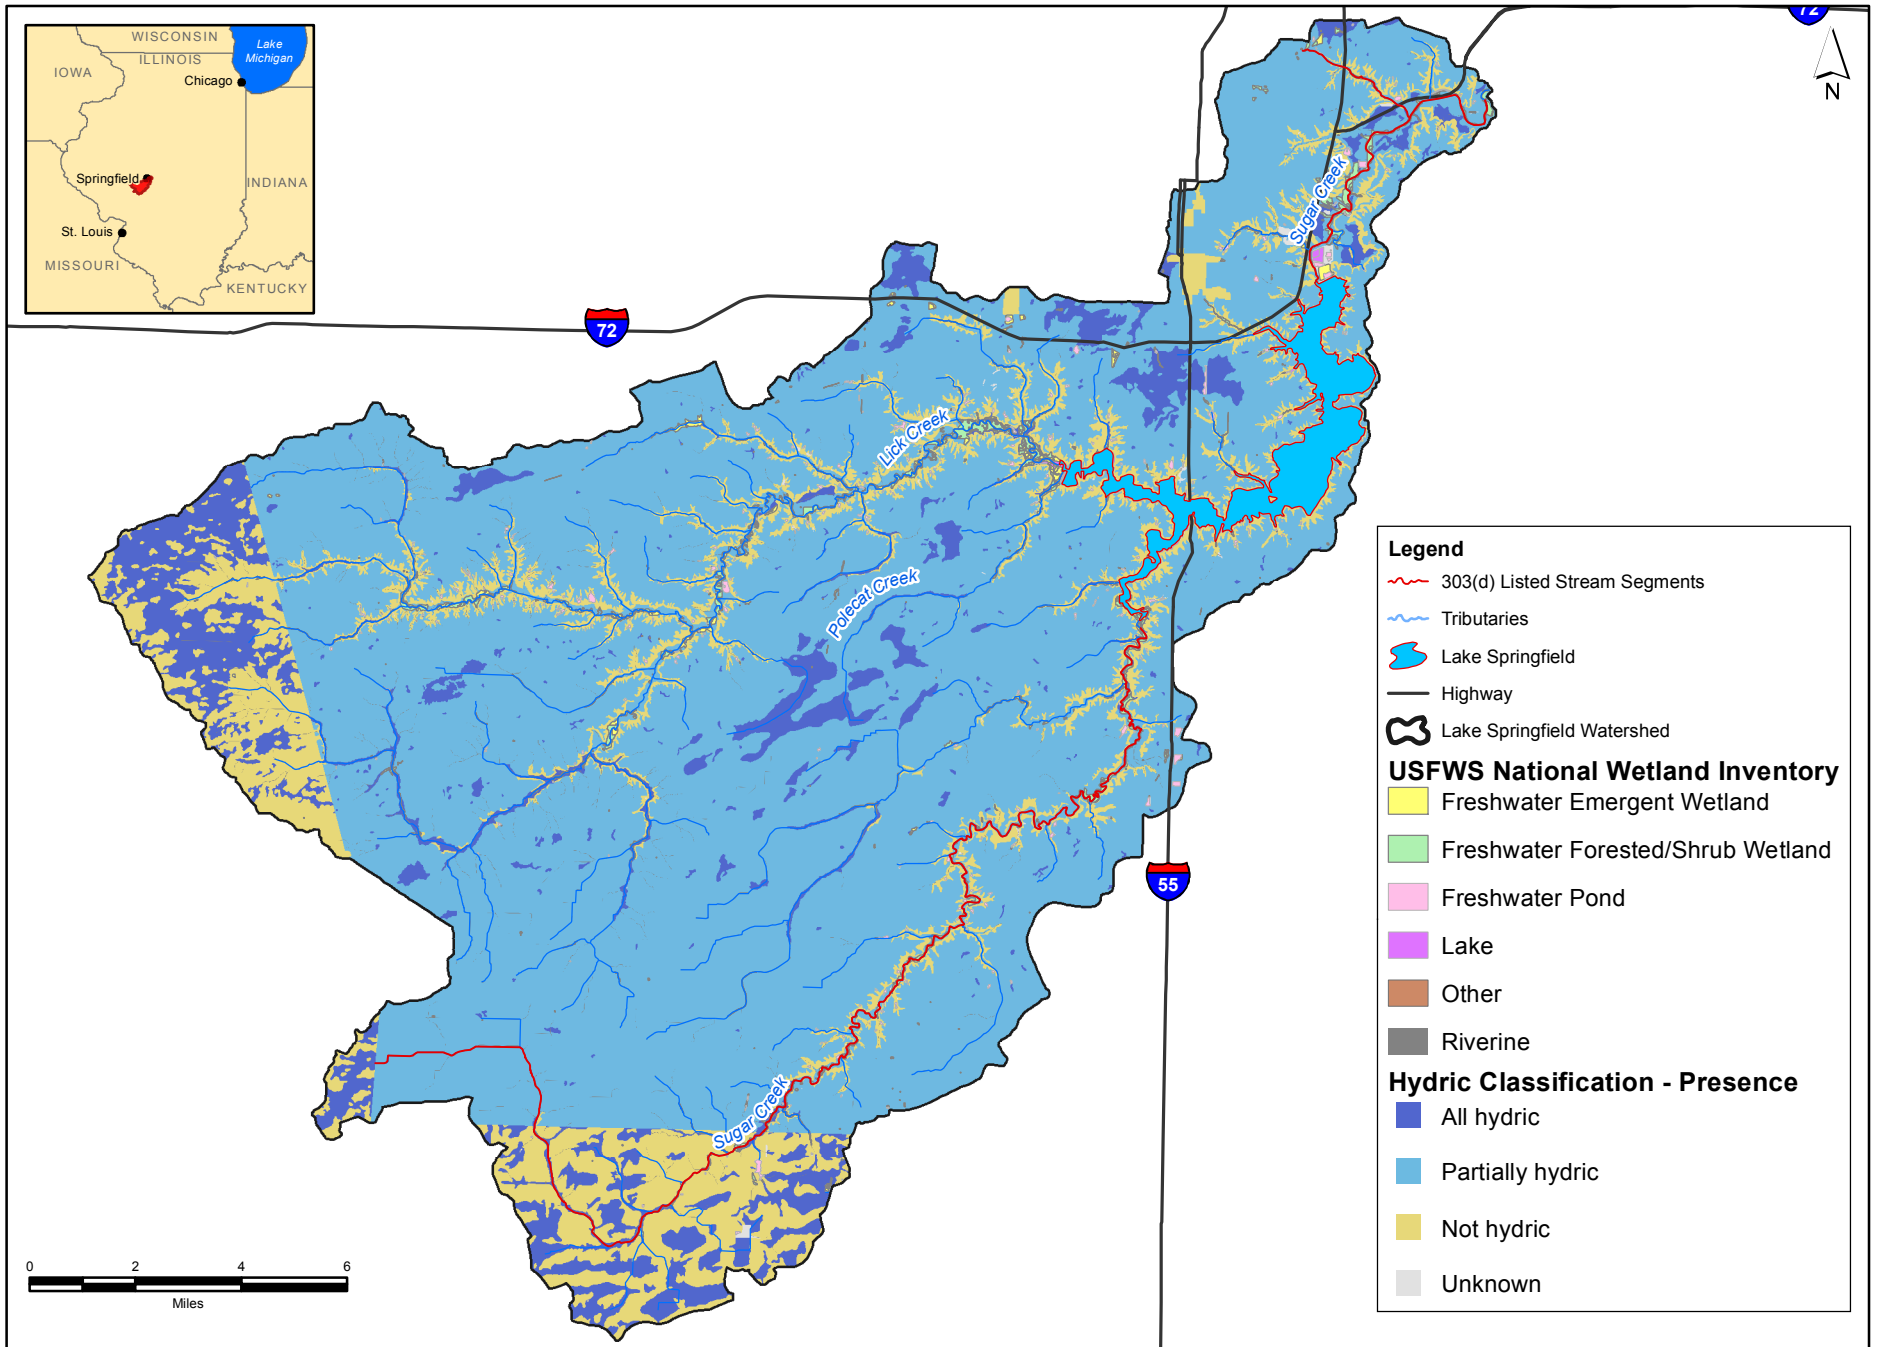 WISCONSIN
ILLINOIS
Lake
Michigan
IOWA
Chicago
Springfield
INDIANA
St. Louis
MISSOURI
KENTUCKY
72
N
72
55
Sugar Creek
Lick Creek
Polecat Creek
Sugar Creek
Legend
303(d) Listed Stream Segments
Tributaries
Lake Springfield
Highway
Lake Springfield Watershed
USFWS National Wetland Inventory
Freshwater Emergent Wetland
Freshwater Forested/Shrub Wetland
Freshwater Pond
Lake
Other
Riverine
Hydric Classification - Presence
All hydric
Partially hydric
Not hydric
Unknown
0 2 4 6
Miles